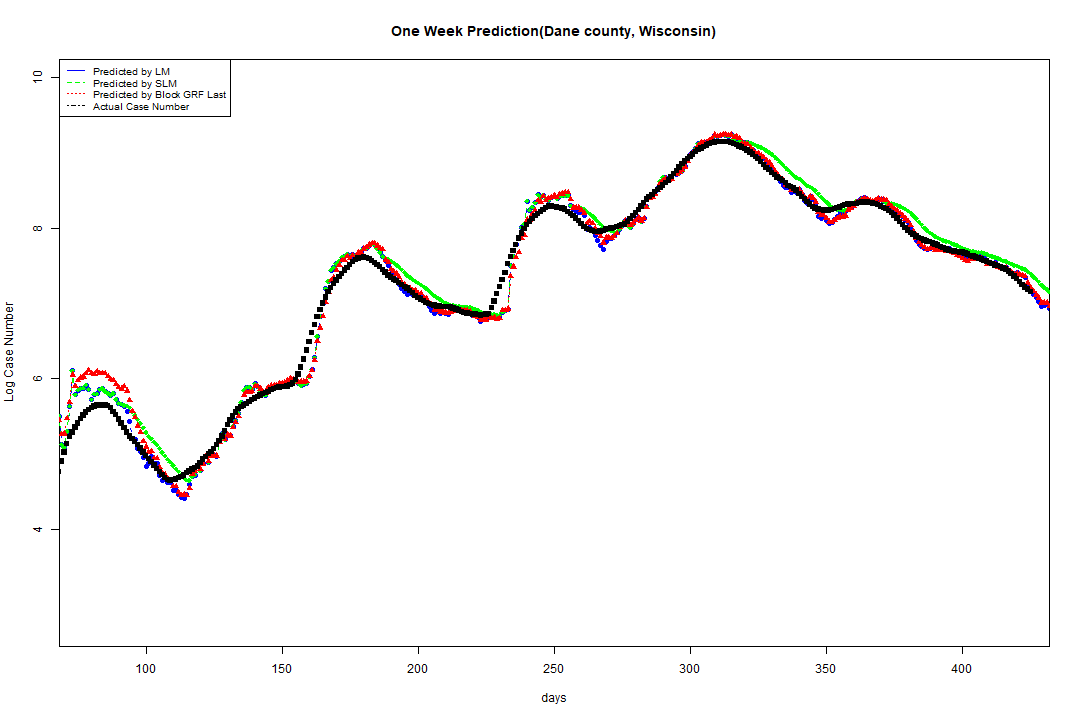 One Week Prediction(Dane county, Wisconsin)
Predicted by LM
Predicted by SLM
Predicted by Block GRF Last
Actual Case Number
10
8
6
4
Log Case Number
100 150 200 250 300 350 400
days